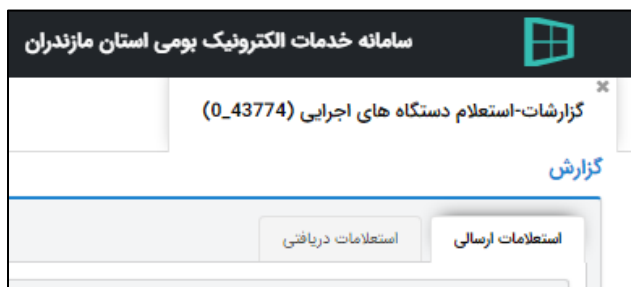 سامانه خدمات الکترونیک بومی استان مازندران
گزارشات-استعلام دستگاه های اجرایی (43774_0)
گزارش
استعلامات ارسالی
استعلامات دریافتی